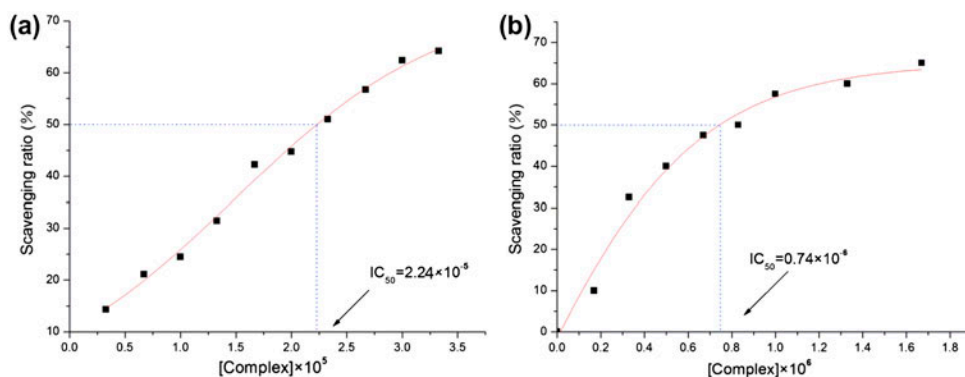 (a)
70
60
50
40
30
20
10
Scavenging ratio (%)
IC₅₀=2.24×10⁻⁵
0.0 0.5 1.0 1.5 2.0 2.5 3.0 3.5
[Complex]×10⁵
(b)
70
60
50
40
30
20
10
0
Scavenging ratio (%)
IC₅₀=0.74×10⁻⁶
0.0 0.2 0.4 0.6 0.8 1.0 1.2 1.4 1.6 1.8
[Complex]×10⁶